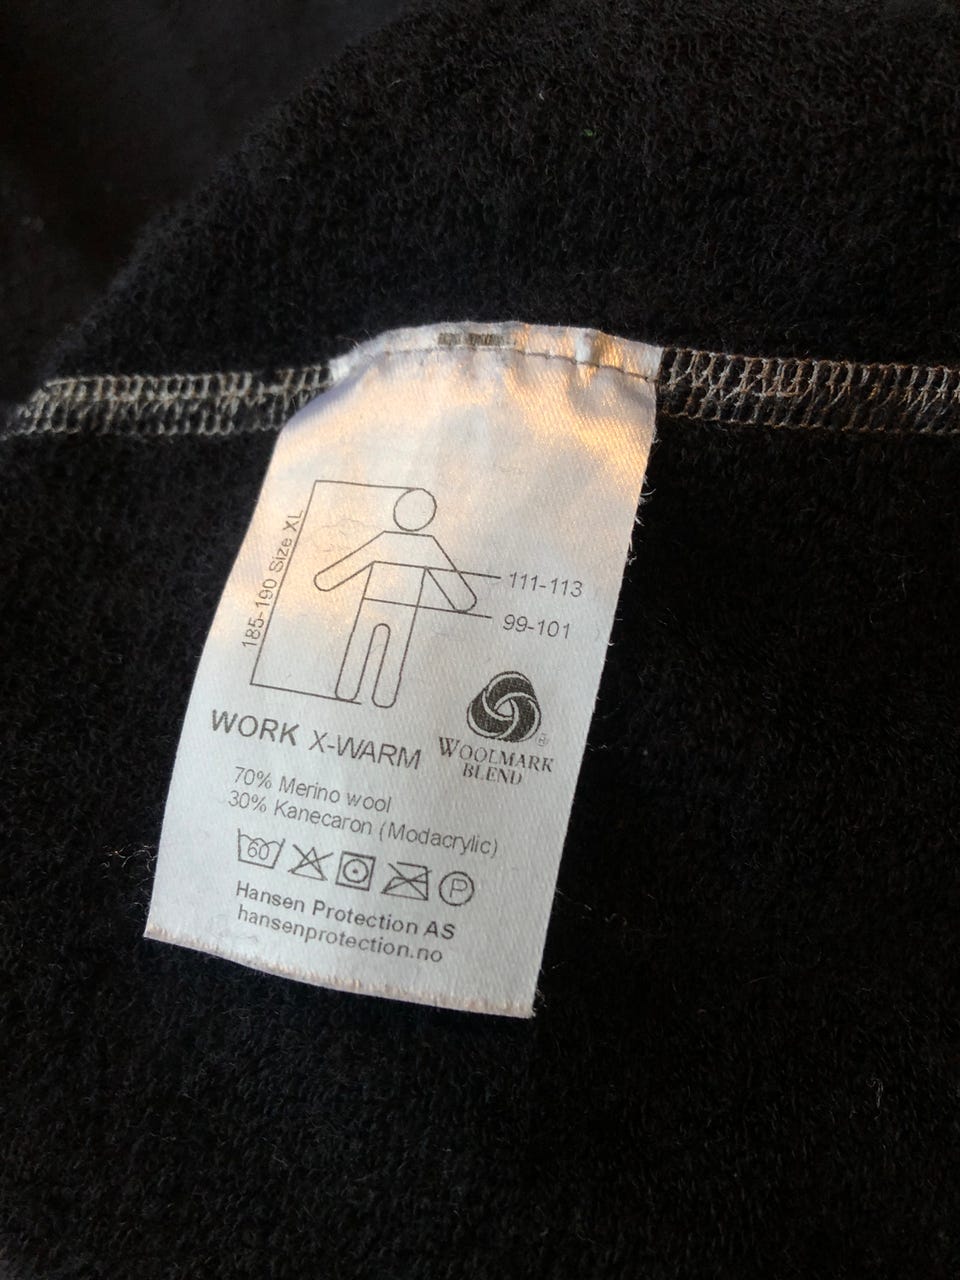 185-190 Size XL
111-113
99-101
WORK X-WARM
WOOLMARK
BLEND
70% Merino wool
30% Kanecaron (Modacrylic)
60
P
Hansen Protection AS
hansenprotection.no